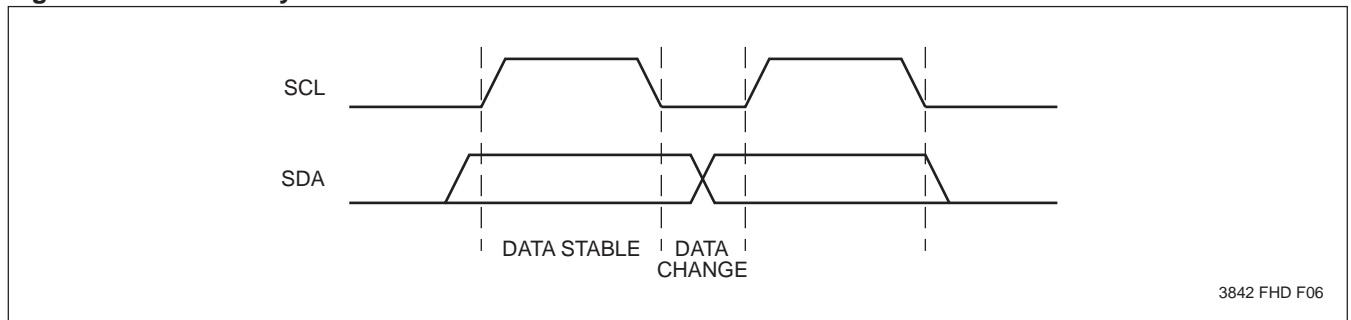 SCL
SDA
DATA STABLE
DATA
CHANGE
3842 FHD F06